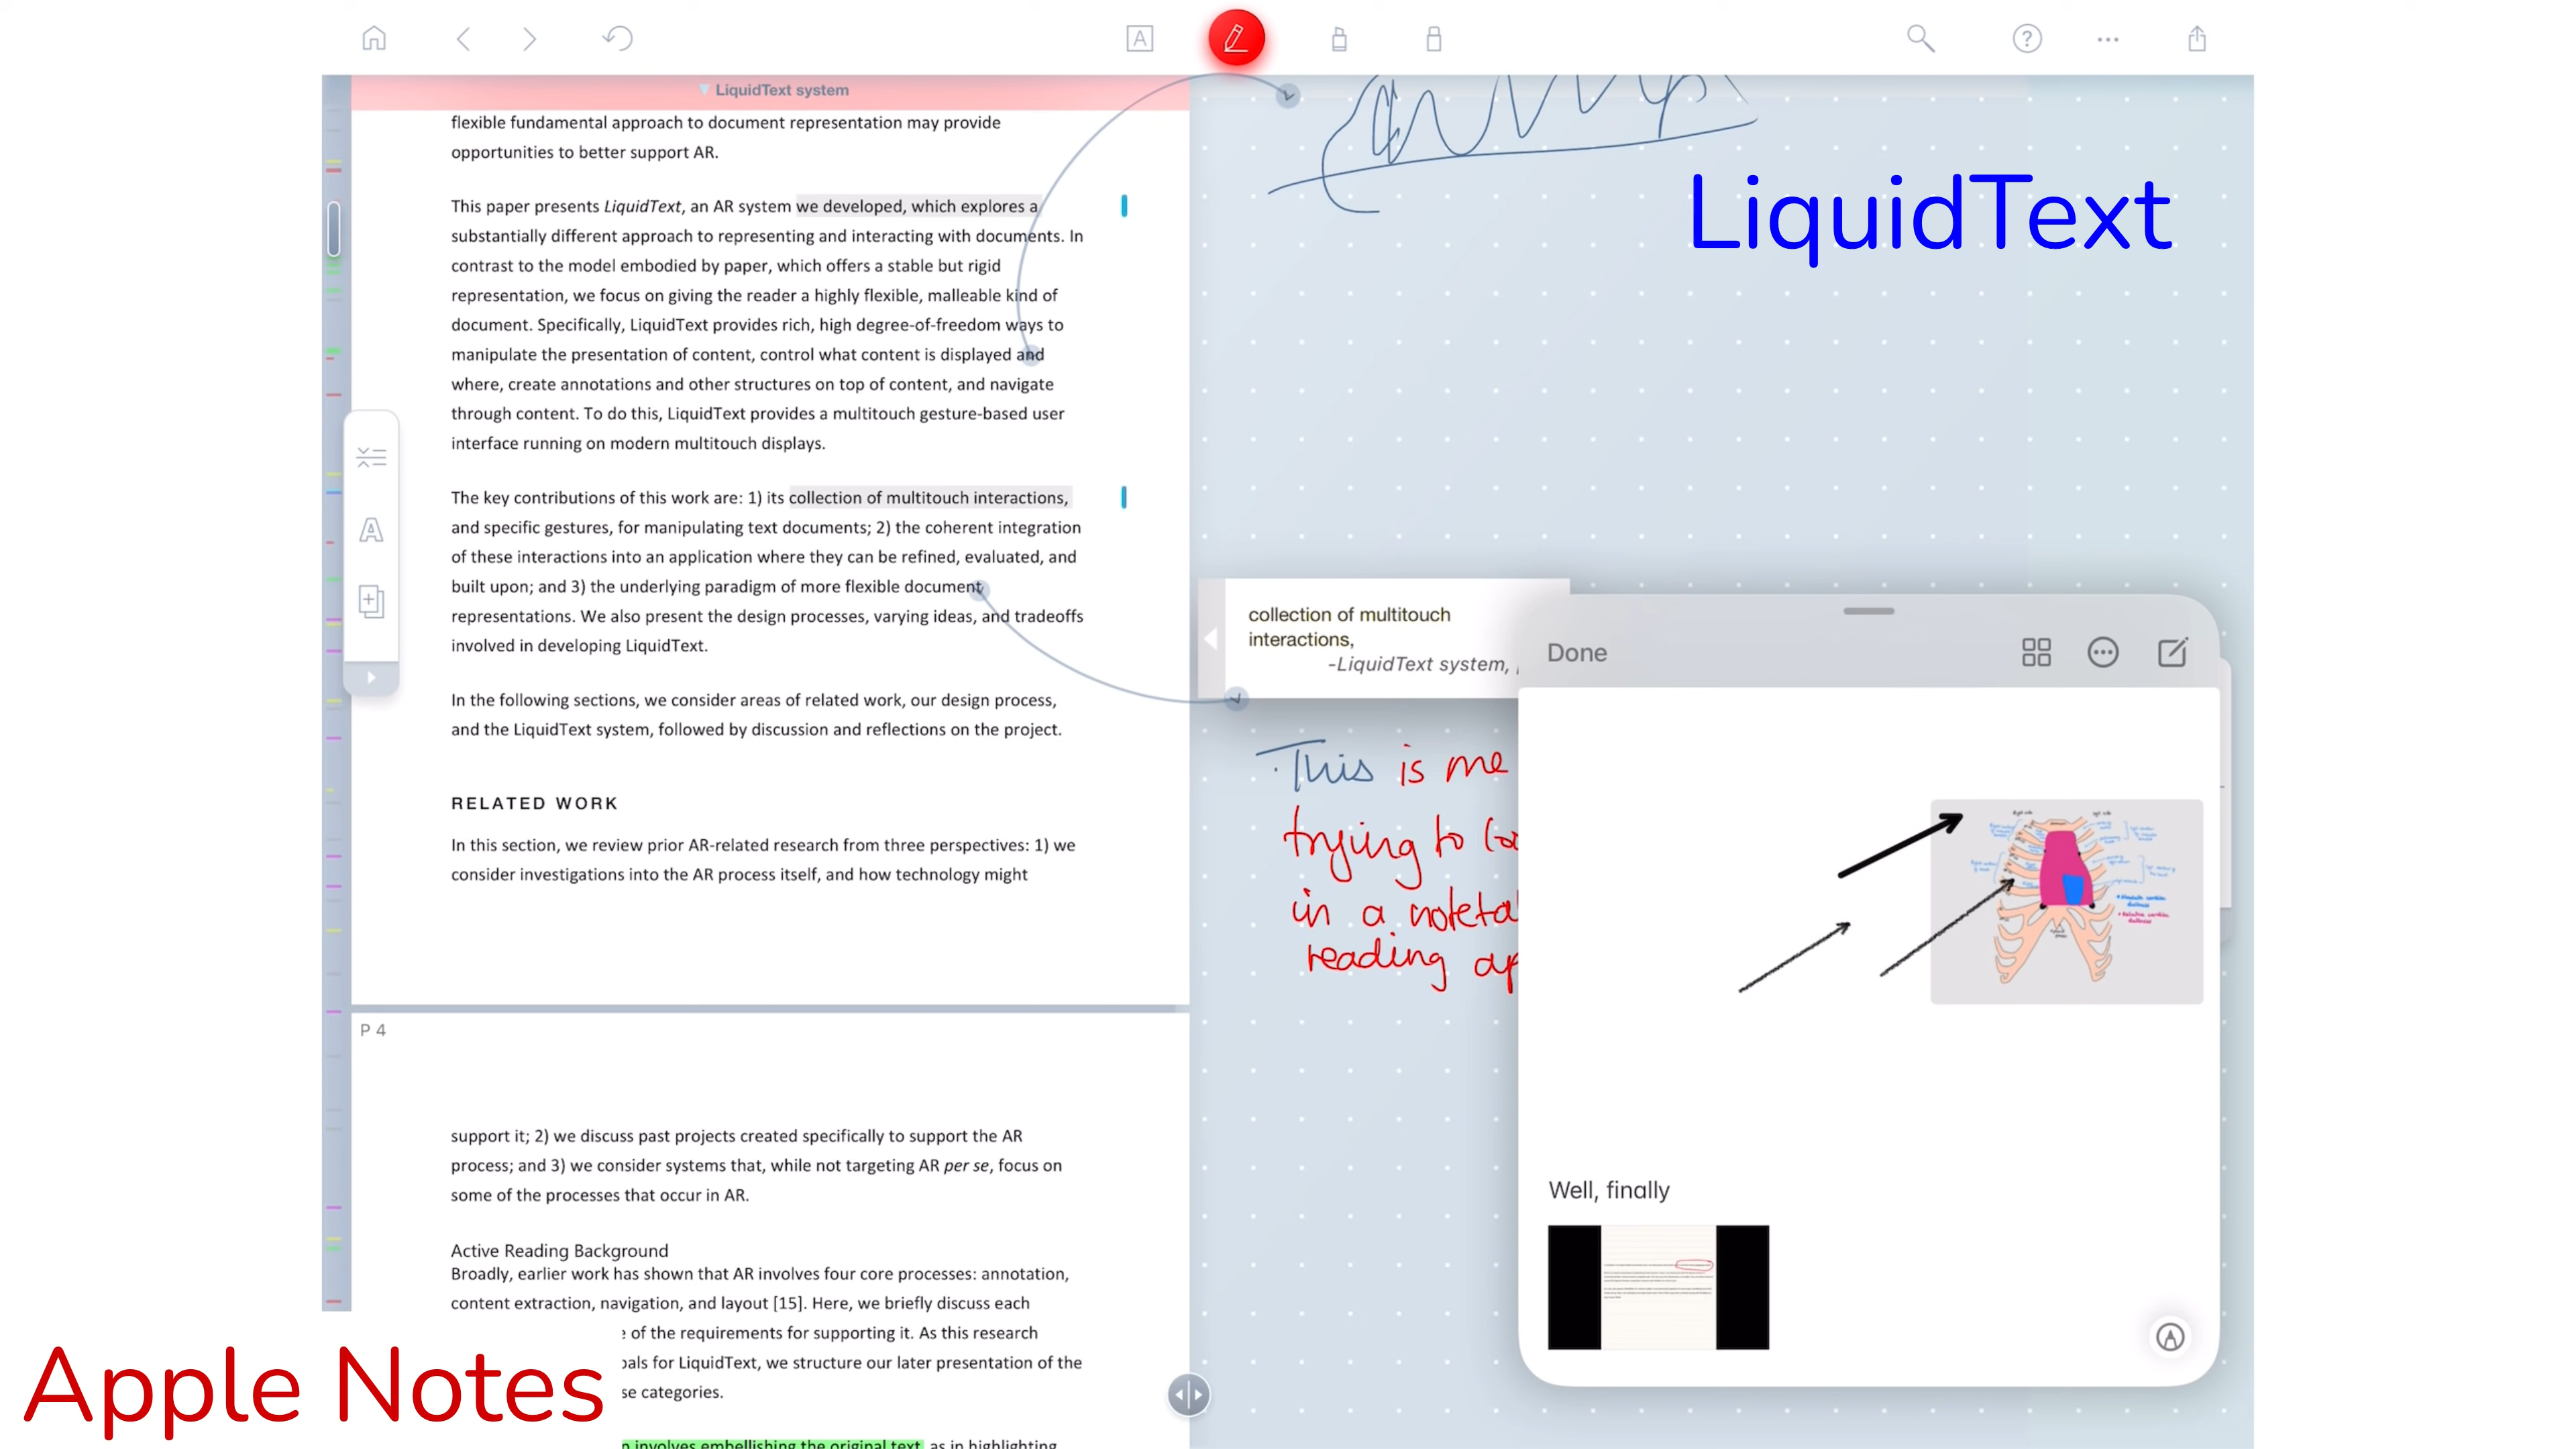 LiquidText system
flexible fundamental approach to document representation may provide
opportunities to better support AR.
This paper presents LiquidText, an AR system we developed, which explores a
substantially different approach to representing and interacting with documents. In
contrast to the model embodied by paper, which offers a stable but rigid
representation, we focus on giving the reader a highly flexible, malleable kind of
document. Specifically, LiquidText provides rich, high degree-of-freedom ways to
manipulate the presentation of content, control what content is displayed and
where, create annotations and other structures on top of content, and navigate
through content. To do this, LiquidText provides a multitouch gesture-based user
interface running on modern multitouch displays.
The key contributions of this work are: 1) its collection of multitouch interactions,
and specific gestures, for manipulating text documents; 2) the coherent integration
of these interactions into an application where they can be refined, evaluated, and
built upon; and 3) the underlying paradigm of more flexible document
representations. We also present the design processes, varying ideas, and tradeoffs
involved in developing LiquidText.
In the following sections, we consider areas of related work, our design process,
and the LiquidText system, followed by discussion and reflections on the project.
RELATED WORK
In this section, we review prior AR-related research from three perspectives: 1) we
consider investigations into the AR process itself, and how technology might
P 4
support it; 2) we discuss past projects created specifically to support the AR
process; and 3) we consider systems that, while not targeting AR per se, focus on
some of the processes that occur in AR.
Active Reading Background
Broadly, earlier work has shown that AR involves four core processes: annotation,
content extraction, navigation, and layout [15]. Here, we briefly discuss each
of the requirements for supporting it. As this research
for LiquidText, we structure our later presentation of the
categories.
involves embellishing the original text, as in highlighting
Apple Notes
LiquidText
collection of multitouch
interactions,
-LiquidText system,
This is me
trying to
in a
reading
Done
Well, finally